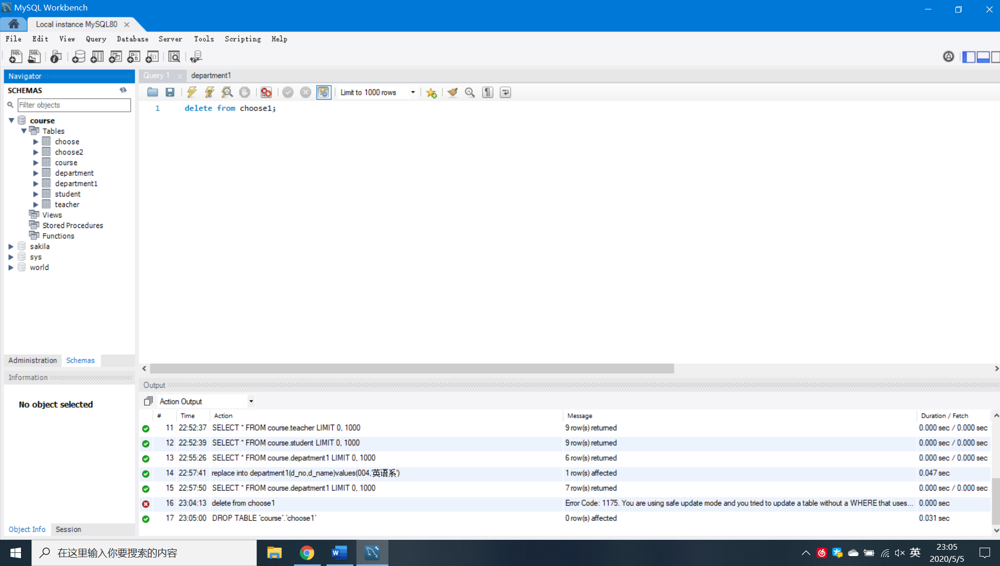 MySQL Workbench
Local instance MySQL80
File Edit View Query Database Server Tools Scripting Help
Navigator
SCHEMAS
Filter objects
course
Tables
choose
choose2
course
department
department1
student
teacher
Views
Stored Procedures
Functions
sakila
sys
world
Administration Schemas
Information
No object selected
Object Info Session
Query 1 department1
Limit to 1000 rows
1 delete from choose1;
Output
Action Output
# Time Action Message Duration / Fetch
11 22:52:37 SELECT * FROM course.teacher LIMIT 0, 1000 9 row(s) returned 0.000 sec / 0.000 sec
12 22:52:39 SELECT * FROM course.student LIMIT 0, 1000 9 row(s) returned 0.000 sec / 0.000 sec
13 22:55:26 SELECT * FROM course.department1 LIMIT 0, 1000 6 row(s) returned 0.000 sec / 0.000 sec
14 22:57:41 replace into department1(d_no,d_name)values(004,'英语系') 1 row(s) affected 0.047 sec
15 22:57:50 SELECT * FROM course.department1 LIMIT 0, 1000 7 row(s) returned 0.000 sec / 0.000 sec
16 23:04:13 delete from choose1 Error Code: 1175. You are using safe update mode and you tried to update a table without a WHERE that uses... 0.000 sec
17 23:05:00 DROP TABLE `course`.`choose1` 0 row(s) affected 0.031 sec
在这里输入你要搜索的内容
英
23:05
2020/5/5